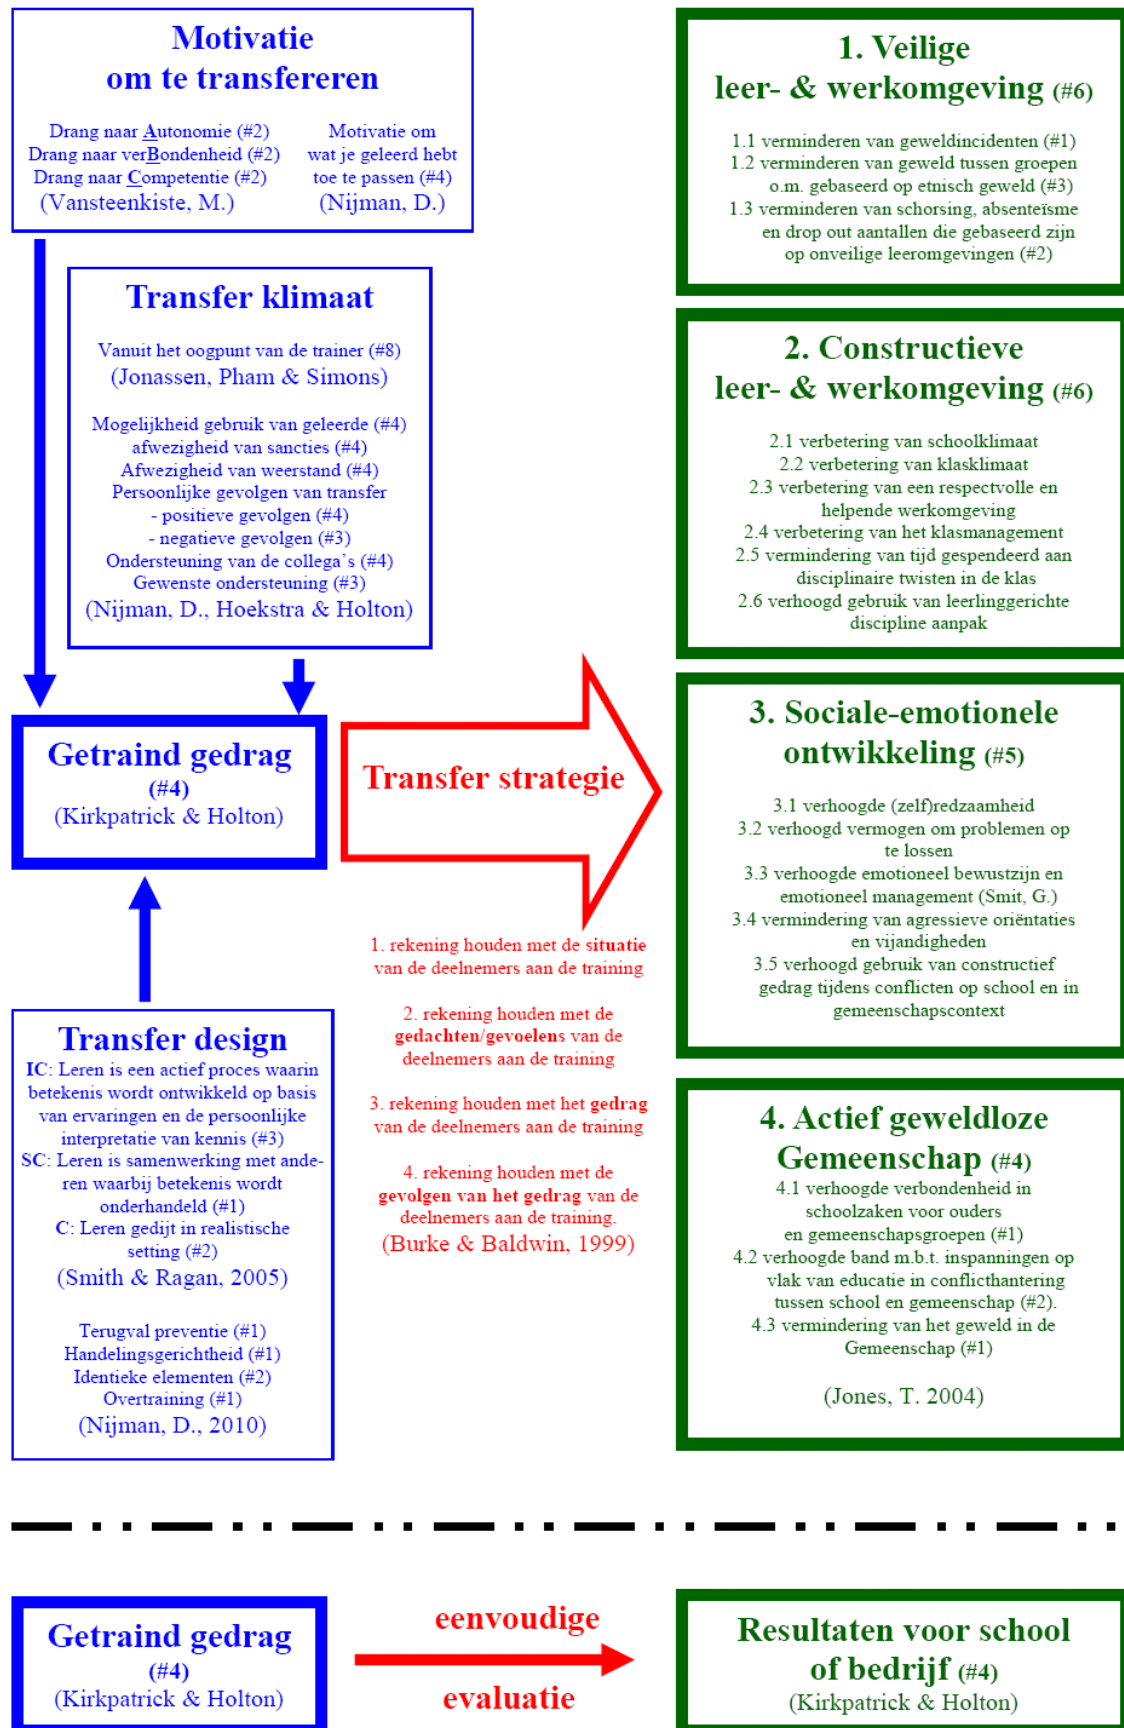 Motivatie
om te transfereren
Drang naar Autonomie (#2)
Drang naar verBondenheid (#2)
Drang naar Competentie (#2)
(Vansteenkiste, M.)
Motivatie om
wat je geleerd hebt
toe te passen (#4)
(Nijman, D.)
Transfer klimaat
Vanuit het oogpunt van de trainer (#8)
(Jonassen, Pham & Simons)
Mogelijkheid gebruik van geleerde (#4)
afwezigheid van sancties (#4)
Afwezigheid van weerstand (#4)
Persoonlijke gevolgen van transfer
- positieve gevolgen (#4)
- negatieve gevolgen (#3)
Ondersteuning van de collega's (#4)
Gewenste ondersteuning (#3)
(Nijman, D., Hoekstra & Holton)
Getraind gedrag
(#4)
(Kirkpatrick & Holton)
Transfer design
IC: Leren is een actief proces waarin
betekenis wordt ontwikkeld op basis
van ervaringen en de persoonlijke
interpretatie van kennis (#3)
SC: Leren is samenwerking met ande-
ren waarbij betekenis wordt
onderhandeld (#1)
C: Leren gedijt in realistische
setting (#2)
(Smith & Ragan, 2005)
Terugval preventie (#1)
Handelingsgerichtheid (#1)
Identieke elementen (#2)
Overtraining (#1)
(Nijman, D., 2010)
Transfer strategie
1. rekening houden met de situatie
van de deelnemers aan de training
2. rekening houden met de
gedachten/gevoelens van de
deelnemers aan de training
3. rekening houden met het gedrag
van de deelnemers aan de training
4. rekening houden met de
gevolgen van het gedrag van de
deelnemers aan de training.
(Burke & Baldwin, 1999)
1. Veilige
leer- & werkomgeving (#6)
1.1 verminderen van geweldincidenten (#1)
1.2 verminderen van geweld tussen groepen
o.m. gebaseerd op etnisch geweld (#3)
1.3 verminderen van schorsing, absenteïsme
en drop out aantallen die gebaseerd zijn
op onveilige leeromgevingen (#2)
2. Constructieve
leer- & werkomgeving (#6)
2.1 verbetering van schoolklimaat
2.2 verbetering van klasklimaat
2.3 verbetering van een respectvolle en
helpende werkomgeving
2.4 verbetering van het klasmanagement
2.5 vermindering van tijd gespendeerd aan
disciplinaire twisten in de klas
2.6 verhoogd gebruik van leerlinggerichte
discipline aanpak
3. Sociale-emotionele
ontwikkeling (#5)
3.1 verhoogde (zelf)redzaamheid
3.2 verhoogd vermogen om problemen op
te lossen
3.3 verhoogde emotioneel bewustzijn en
emotioneel management (Smit, G.)
3.4 vermindering van agressieve oriëntaties
en vijandigheden
3.5 verhoogd gebruik van constructief
gedrag tijdens conflicten op school en in
gemeenschapscontext
4. Actief geweldloze
Gemeenschap (#4)
4.1 verhoogde verbondenheid in
schoolzaken voor ouders
en gemeenschapsgroepen (#1)
4.2 verhoogde band m.b.t. inspanningen op
vlak van educatie in conflicthantering
tussen school en gemeenschap (#2).
4.3 vermindering van het geweld in de
Gemeenschap (#1)
(Jones, T. 2004)
Getraind gedrag
(#4)
(Kirkpatrick & Holton)
eenvoudige
evaluatie
Resultaten voor school
of bedrijf (#4)
(Kirkpatrick & Holton)